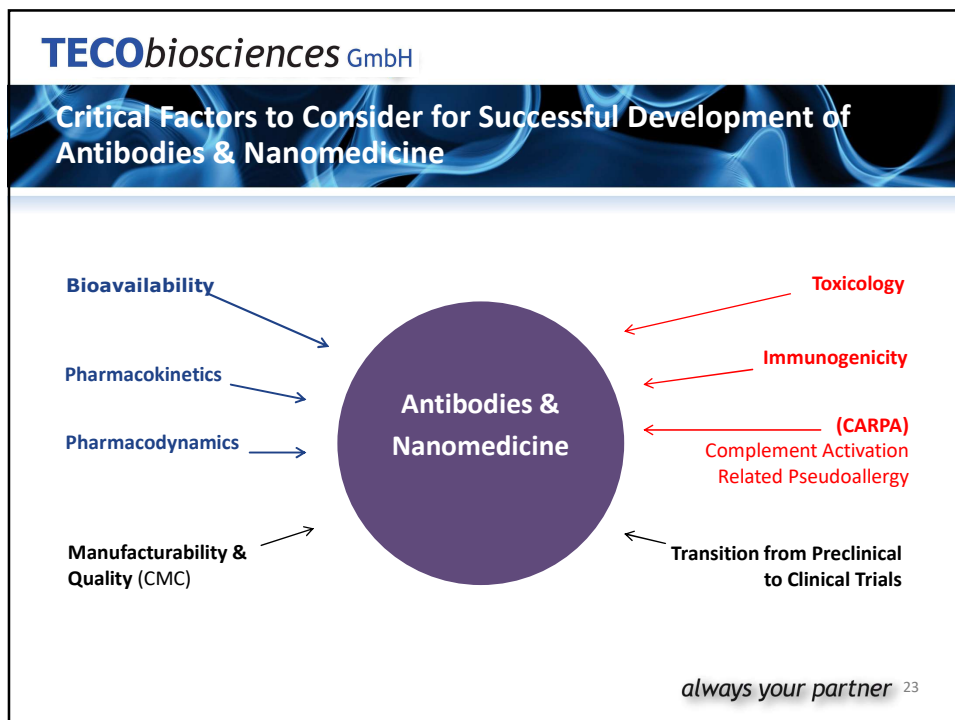 TECObiosciences GmbH
Critical Factors to Consider for Successful Development of
Antibodies & Nanomedicine
Bioavailability
Pharmacokinetics
Pharmacodynamics
Manufacturability &
Quality (CMC)
Antibodies &
Nanomedicine
Toxicology
Immunogenicity
(CARPA)
Complement Activation
Related Pseudoallergy
Transition from Preclinical
to Clinical Trials
always your partner 23